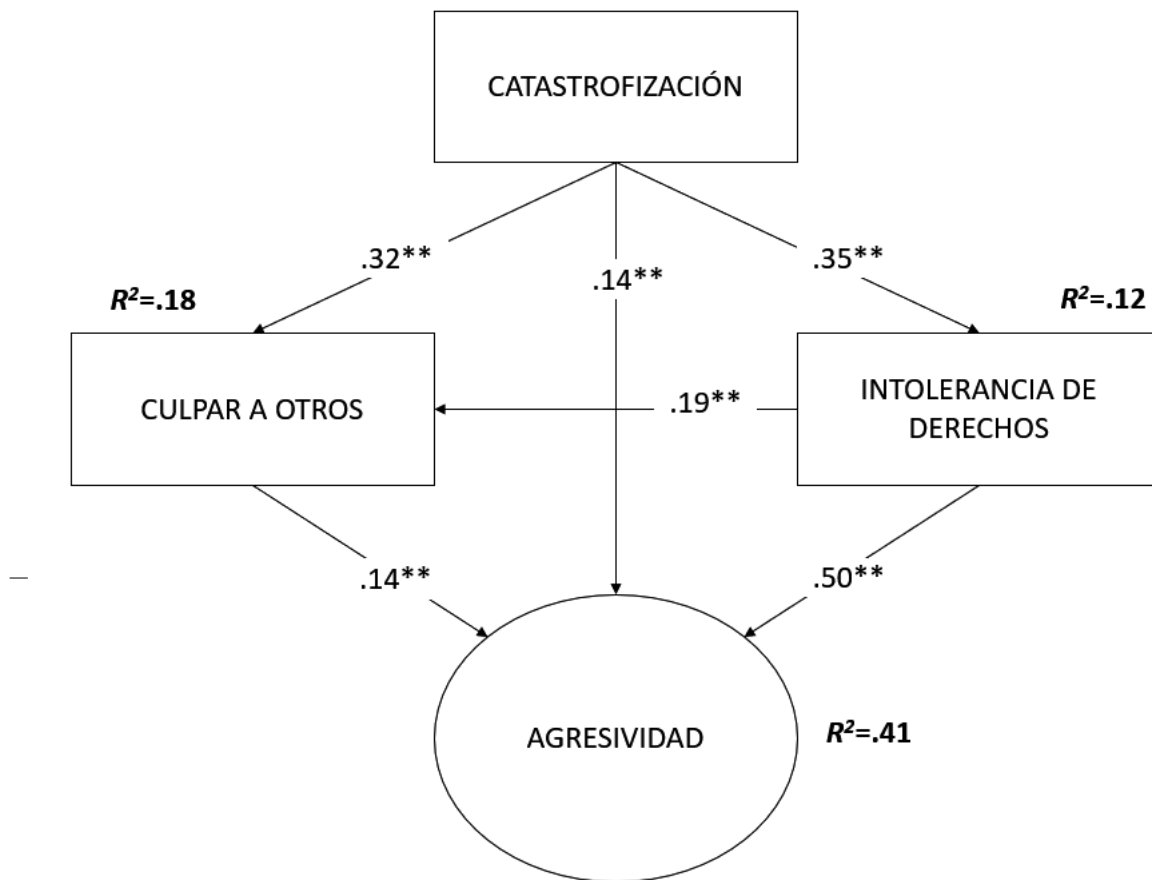 CATASTROFIZACIÓN
.32**
.14**
.35**
R²=.18
R²=.12
CULPAR A OTROS
.19**
INTOLERANCIA DE
DERECHOS
.14**
.50**
AGRESIVIDAD
R²=.41